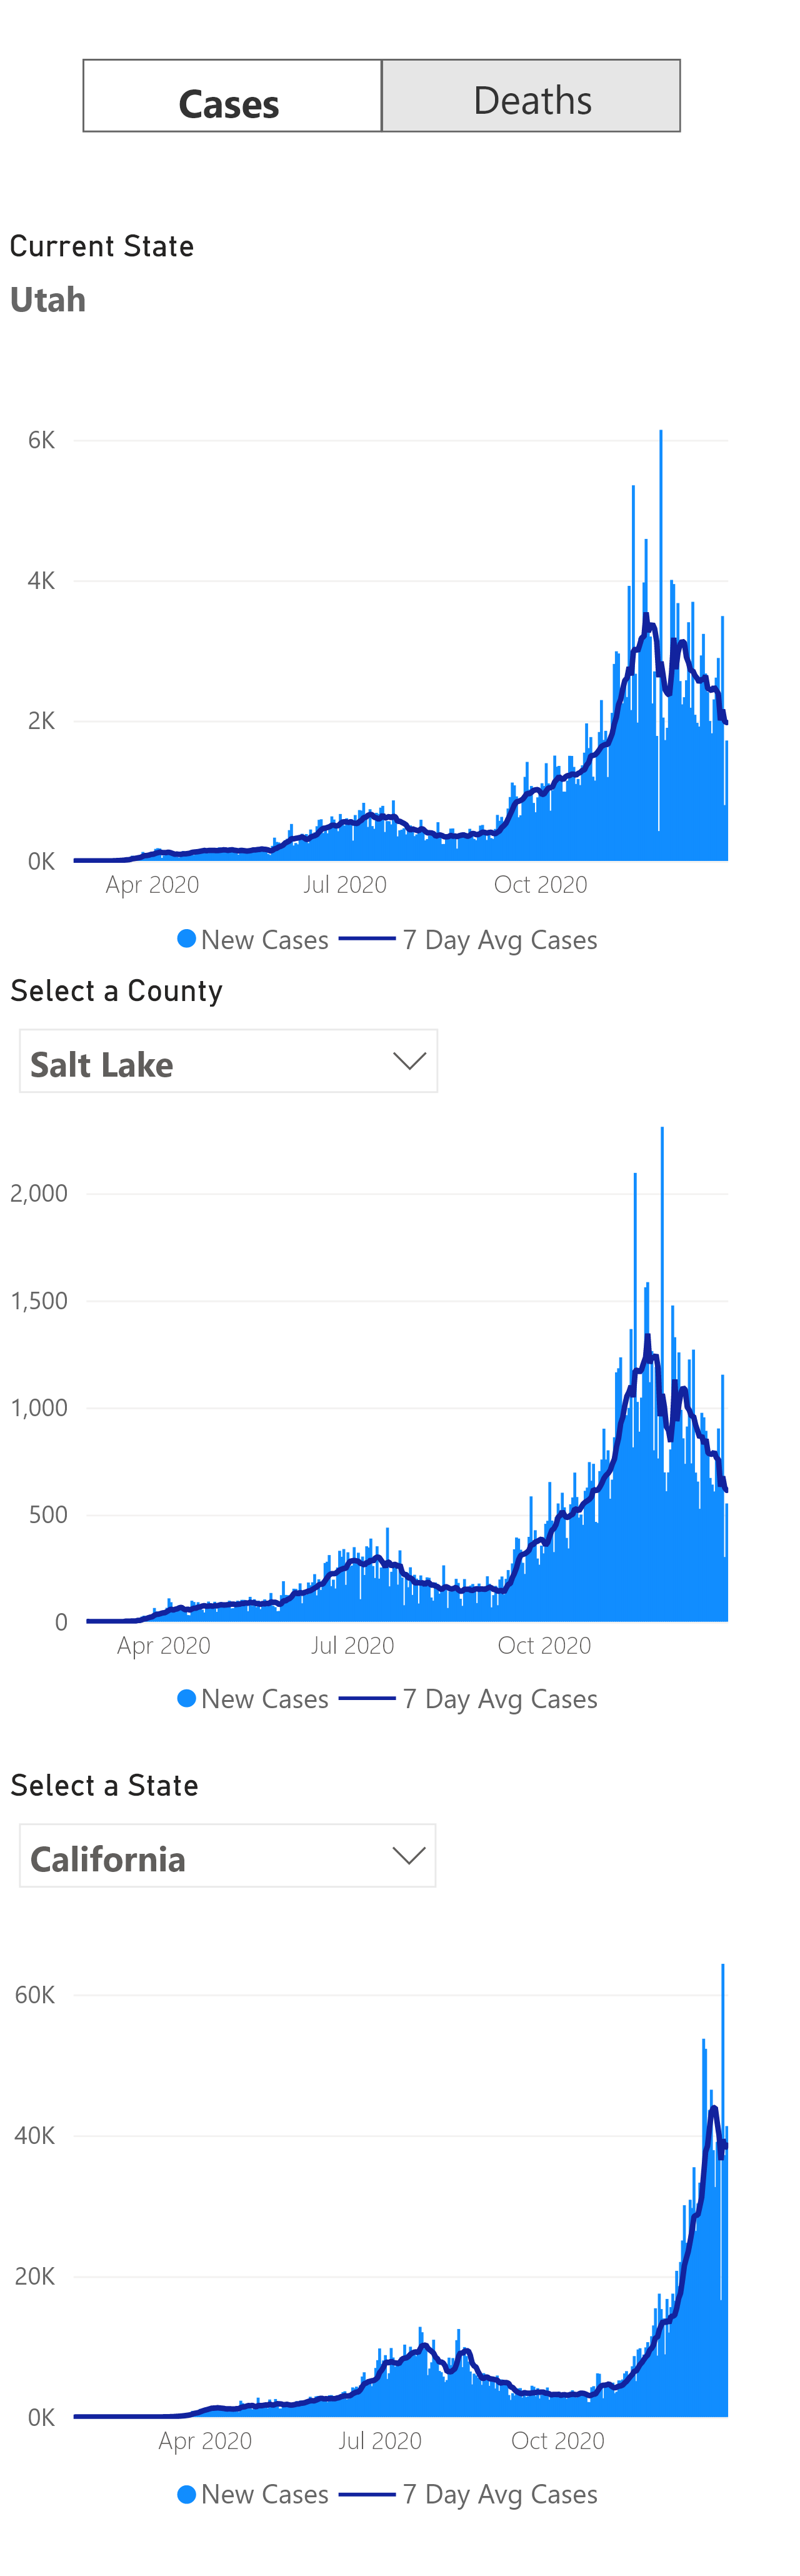 Cases Deaths
Current State
Utah
6K
4K
2K
0K
Apr 2020 Jul 2020 Oct 2020
New Cases 7 Day Avg Cases
Select a County
Salt Lake
2,000
1,500
1,000
500
0
Apr 2020 Jul 2020 Oct 2020
New Cases 7 Day Avg Cases
Select a State
California
60K
40K
20K
0K
Apr 2020 Jul 2020 Oct 2020
New Cases 7 Day Avg Cases